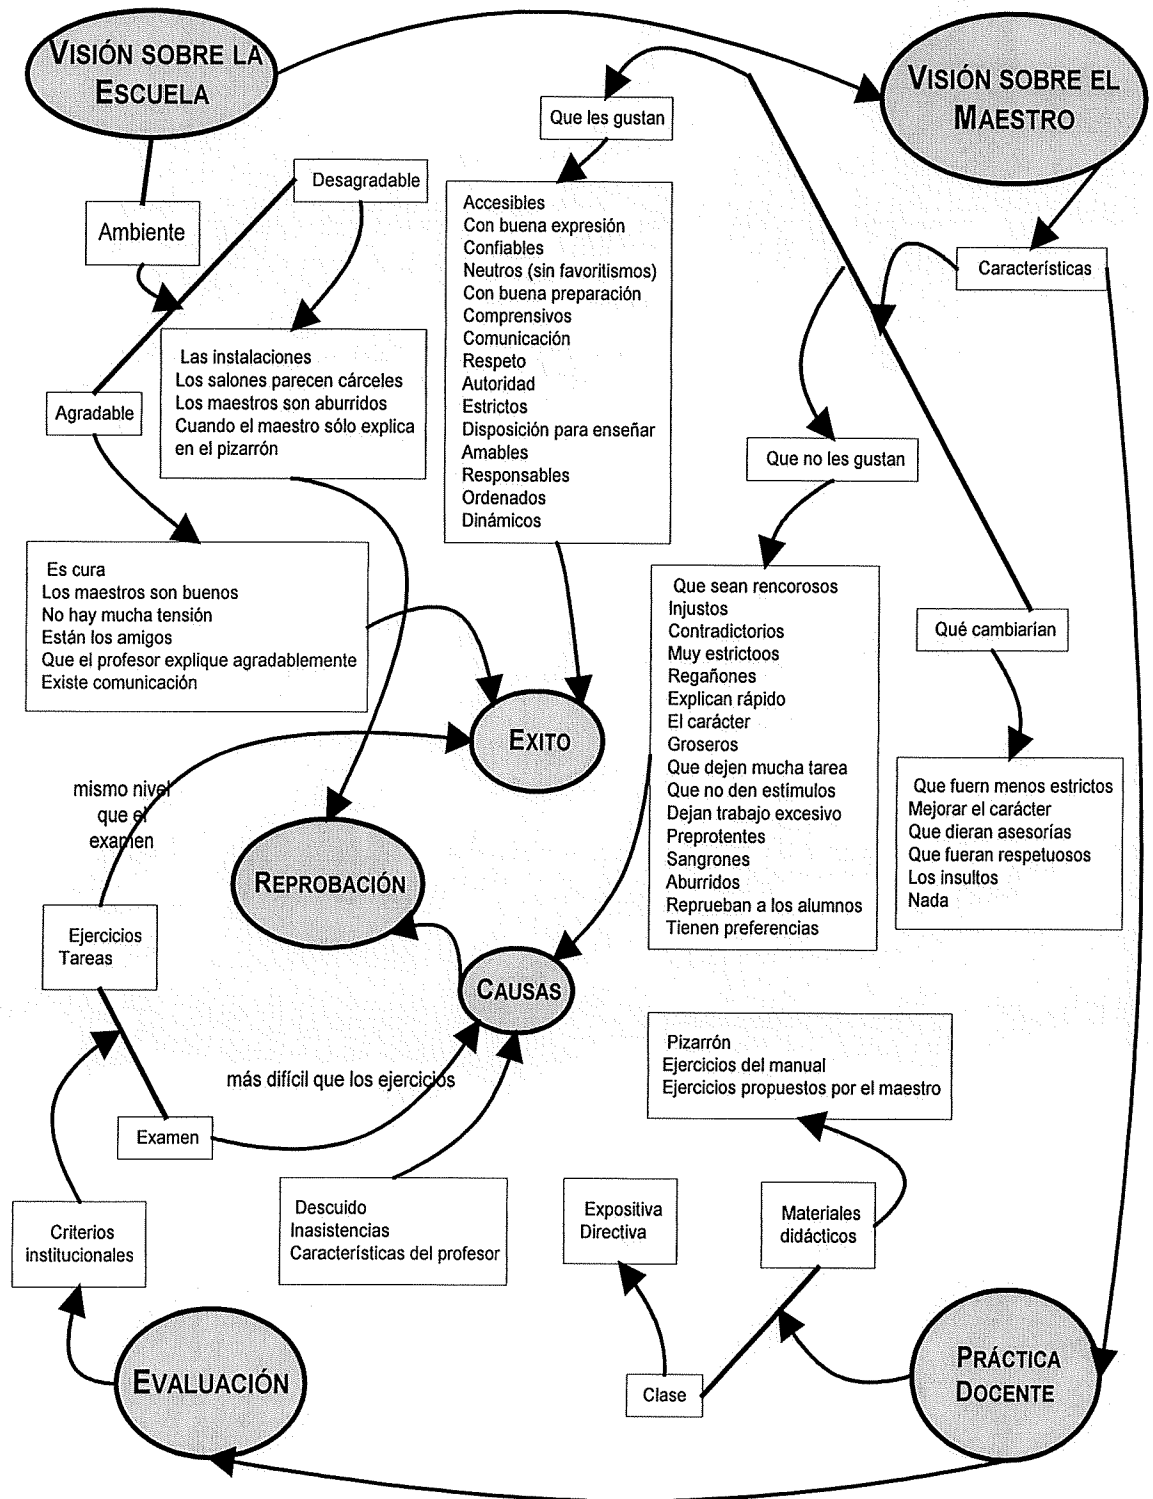 VISIÓN SOBRE LA
ESCUELA
VISIÓN SOBRE EL
MAESTRO
Que les gustan
Desagradable
Ambiente
Accesibles
Con buena expresión
Confiables
Neutros (sin favoritismos)
Con buena preparación
Comprensivos
Comunicación
Respeto
Autoridad
Estrictos
Disposición para enseñar
Amables
Responsables
Ordenados
Dinámicos
Características
Las instalaciones
Los salones parecen cárceles
Los maestros son aburridos
Cuando el maestro sólo explica
en el pizarrón
Agradable
Que no les gustan
Es cura
Los maestros son buenos
No hay mucha tensión
Están los amigos
Que el profesor explique agradablemente
Existe comunicación
Que sean rencorosos
Injustos
Contradictorios
Muy estrictoos
Regañones
Explican rápido
El carácter
Groseros
Que dejen mucha tarea
Que no den estímulos
Dejan trabajo excesivo
Preprotentes
Sangrones
Aburridos
Reprueban a los alumnos
Tienen preferencias
Qué cambiarían
EXITO
Que fuern menos estrictos
Mejorar el carácter
Que dieran asesorías
Que fueran respetuosos
Los insultos
Nada
mismo nivel
que el
examen
REPROBACIÓN
Ejercicios
Tareas
CAUSAS
Pizarrón
Ejercicios del manual
Ejercicios propuestos por el maestro
más difícil que los ejercicios
Examen
Criterios
institucionales
Descuido
Inasistencias
Características del profesor
Expositiva
Directiva
Materiales
didácticos
EVALUACIÓN
Clase
PRÁCTICA
DOCENTE